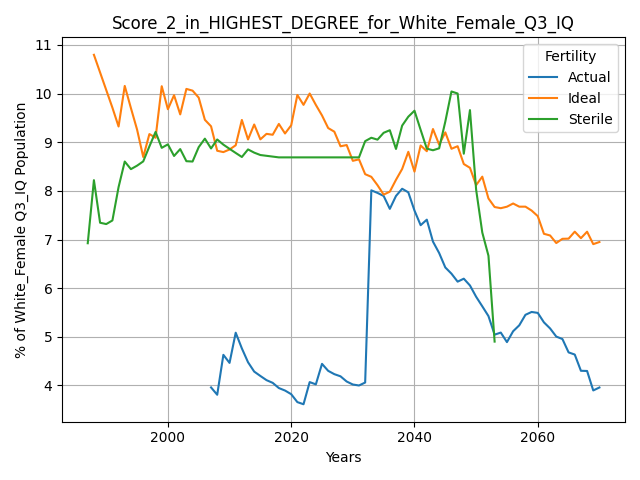 Score_2_in_HIGHEST_DEGREE_for_White_Female_Q3_IQ
% of White_Female Q3_IQ Population
11
10
9
8
7
6
5
4
Fertility
Actual
Ideal
Sterile
2000 2020 2040 2060
Years